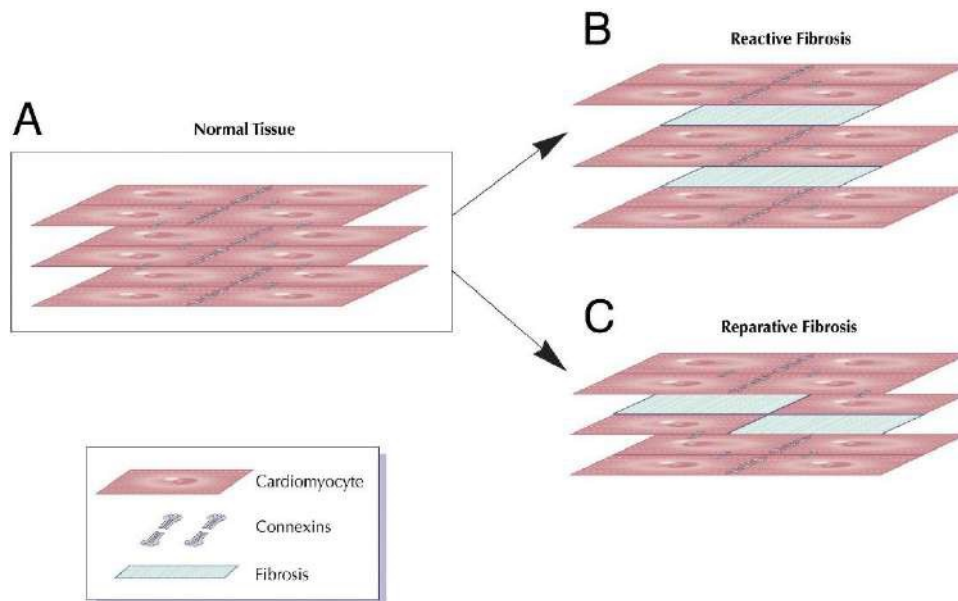 A
Normal Tissue
B
Reactive Fibrosis
C
Reparative Fibrosis
Cardiomyocyte
Connexins
Fibrosis